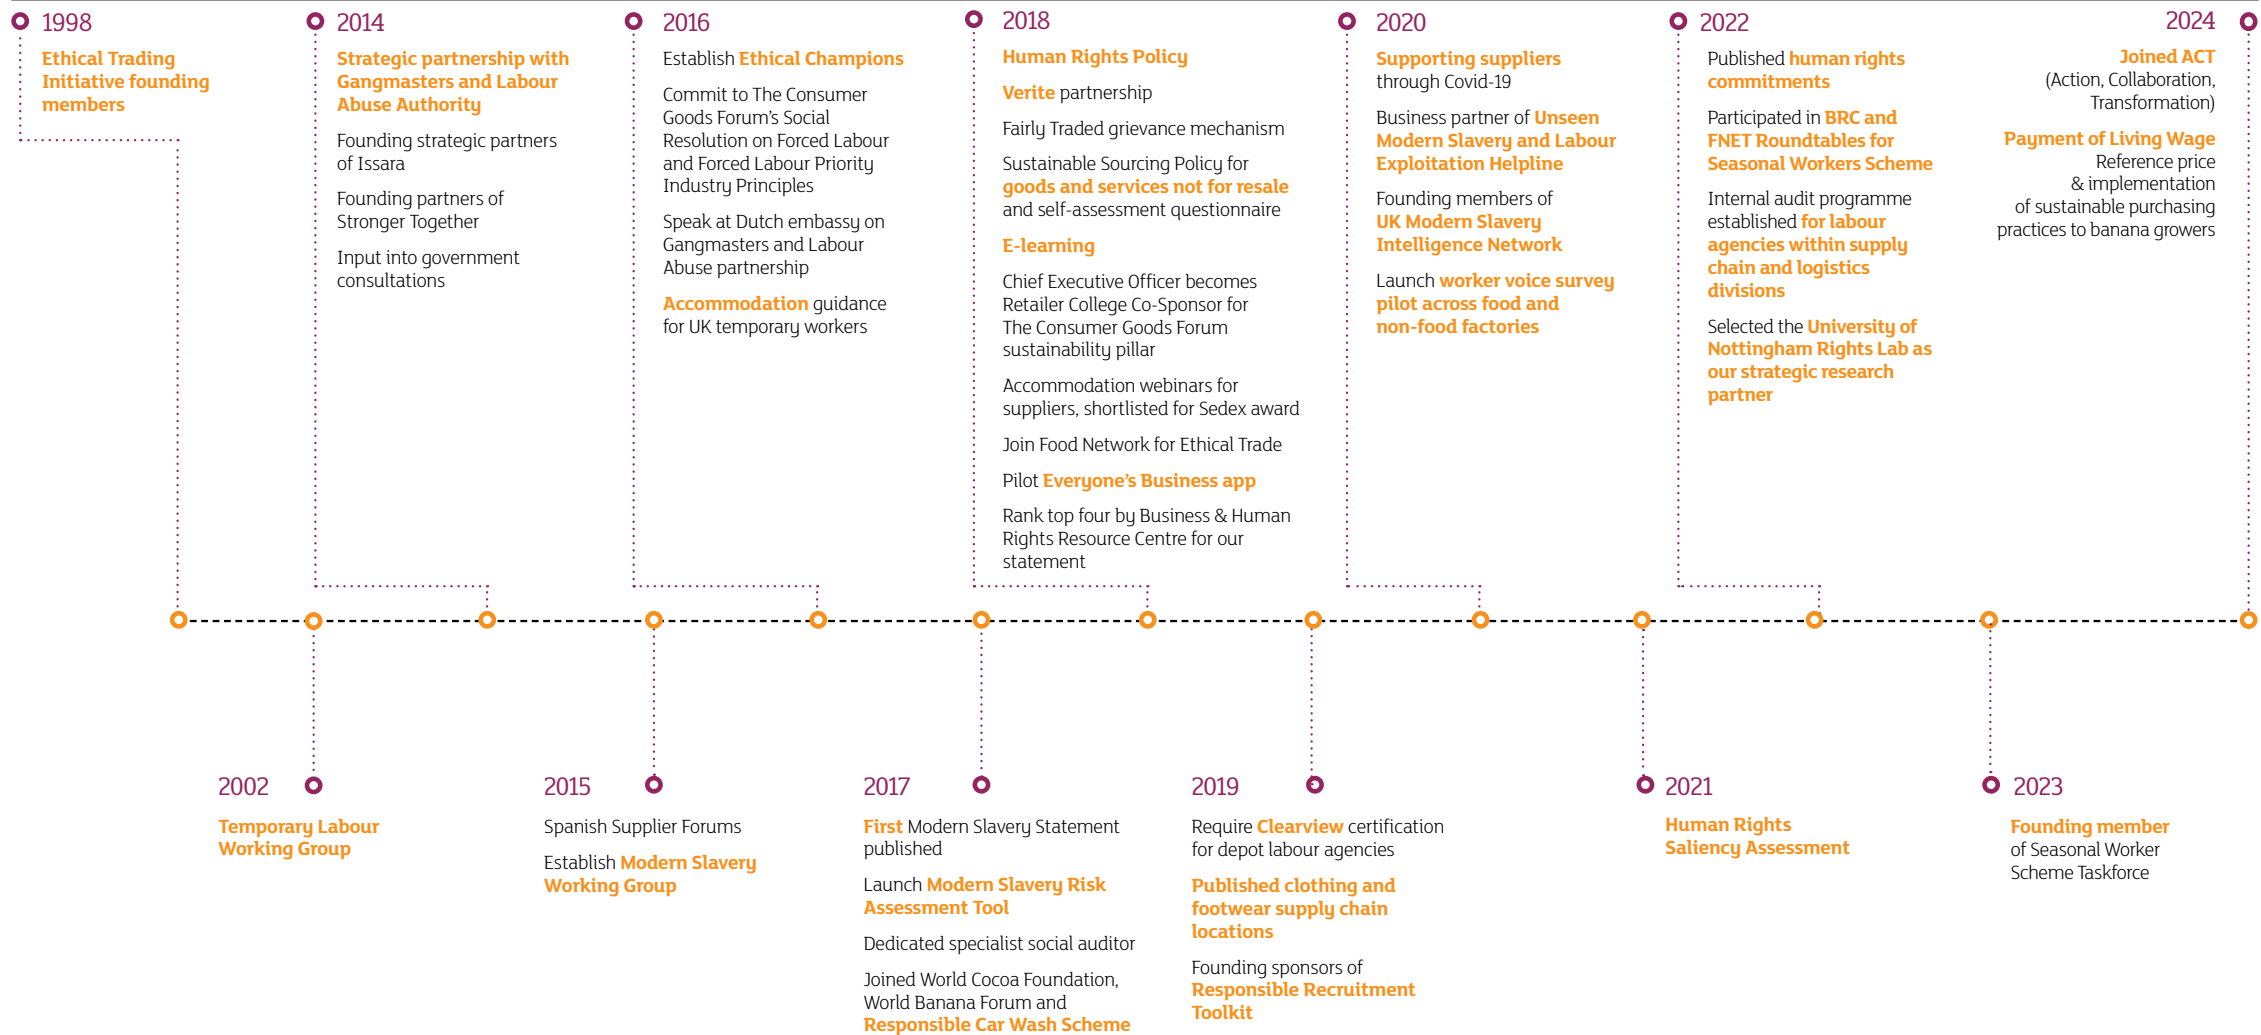 1998
Ethical Trading
Initiative founding
members
2014
Strategic partnership with
Gangmasters and Labour
Abuse Authority
Founding strategic partners
of Issara
Founding partners of
Stronger Together
Input into government
consultations
2016
Establish Ethical Champions
Commit to The Consumer
Goods Forum’s Social
Resolution on Forced Labour
and Forced Labour Priority
Industry Principles
Speak at Dutch embassy on
Gangmasters and Labour
Abuse partnership
Accommodation guidance
for UK temporary workers
2018
Human Rights Policy
Verite partnership
Fairly Traded grievance mechanism
Sustainable Sourcing Policy for
goods and services not for resale
and self-assessment questionnaire
E-learning
Chief Executive Officer becomes
Retailer College Co-Sponsor for
The Consumer Goods Forum
sustainability pillar
Accommodation webinars for
suppliers, shortlisted for Sedex award
Join Food Network for Ethical Trade
Pilot Everyone’s Business app
Rank top four by Business & Human
Rights Resource Centre for our
statement
2020
Supporting suppliers
through Covid-19
Business partner of Unseen
Modern Slavery and Labour
Exploitation Helpline
Founding members of
UK Modern Slavery
Intelligence Network
Launch worker voice survey
pilot across food and
non-food factories
2022
Published human rights
commitments
Participated in BRC and
FNET Roundtables for
Seasonal Workers Scheme
Internal audit programme
established for labour
agencies within supply
chain and logistics
divisions
Selected the University of
Nottingham Rights Lab as
our strategic research
partner
2024
Joined ACT
(Action, Collaboration,
Transformation)
Payment of Living Wage
Reference price
& implementation
of sustainable purchasing
practices to banana growers
2002
Temporary Labour
Working Group
2015
Spanish Supplier Forums
Establish Modern Slavery
Working Group
2017
First Modern Slavery Statement
published
Launch Modern Slavery Risk
Assessment Tool
Dedicated specialist social auditor
Joined World Cocoa Foundation,
World Banana Forum and
Responsible Car Wash Scheme
2019
Require Clearview certification
for depot labour agencies
Published clothing and
footwear supply chain
locations
Founding sponsors of
Responsible Recruitment
Toolkit
2021
Human Rights
Saliency Assessment
2023
Founding member
of Seasonal Worker
Scheme Taskforce